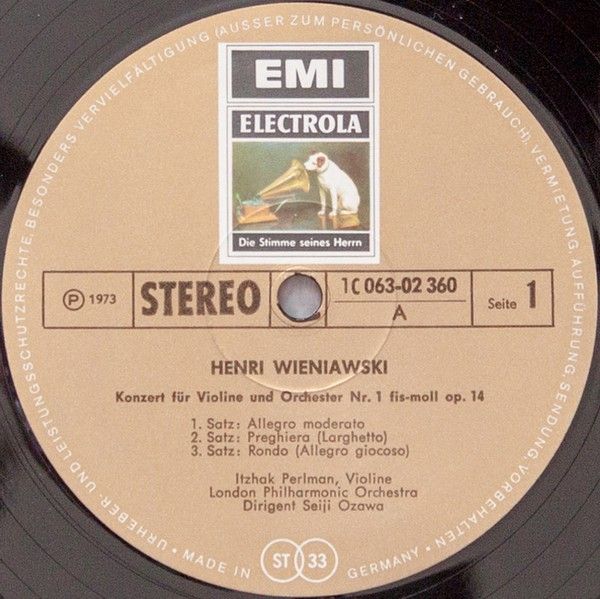 EMI
ELECTROLA
Die Stimme seines Herrn
Ⓟ 1973
STEREO
1C 063-02 360
A
Seite 1
HENRI WIENIAWSKI
Konzert für Violine und Orchester Nr. 1 fis-moll op. 14
1. Satz: Allegro moderato
2. Satz: Preghiera (Larghetto)
3. Satz: Rondo (Allegro giocoso)
Itzhak Perlman, Violine
London Philharmonic Orchestra
Dirigent Seiji Ozawa
ST 33
URHEBER- UND LEISTUNGSSCHUTZRECHTE, BESONDERS VERVIELFÄLTIGUNG (AUSSER ZUM PERSÖNLICHEN GEBRAUCH), VERMIETUNG, AUFFÜHRUNG, SENDUNG, VORBEHALTEN • MADE IN GERMANY •